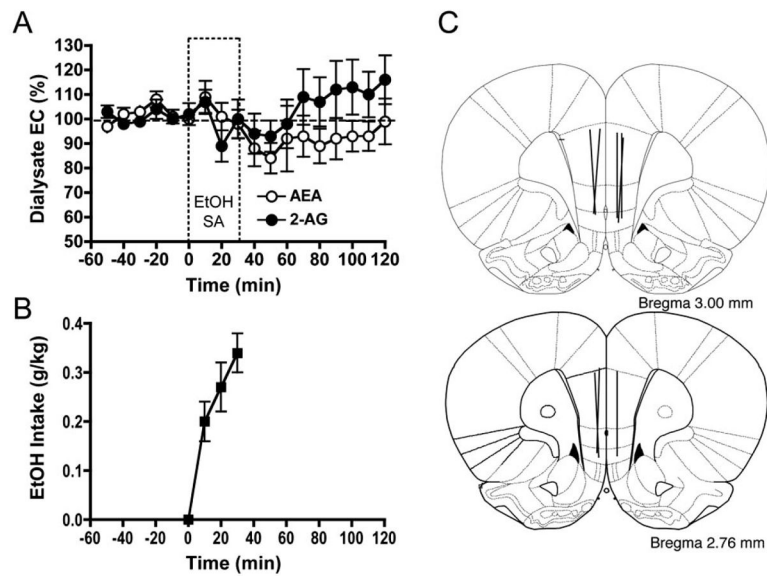 A
Dialysate EC (%)
130
120
110
100
90
80
70
60
50
EtOH
SA
AEA
2-AG
-60 -40 -20 0 20 40 60 80 100 120
Time (min)
B
EtOH Intake (g/kg)
0.4
0.3
0.2
0.1
0.0
-60 -40 -20 0 20 40 60 80 100 120
Time (min)
C
Bregma 3.00 mm
Bregma 2.76 mm